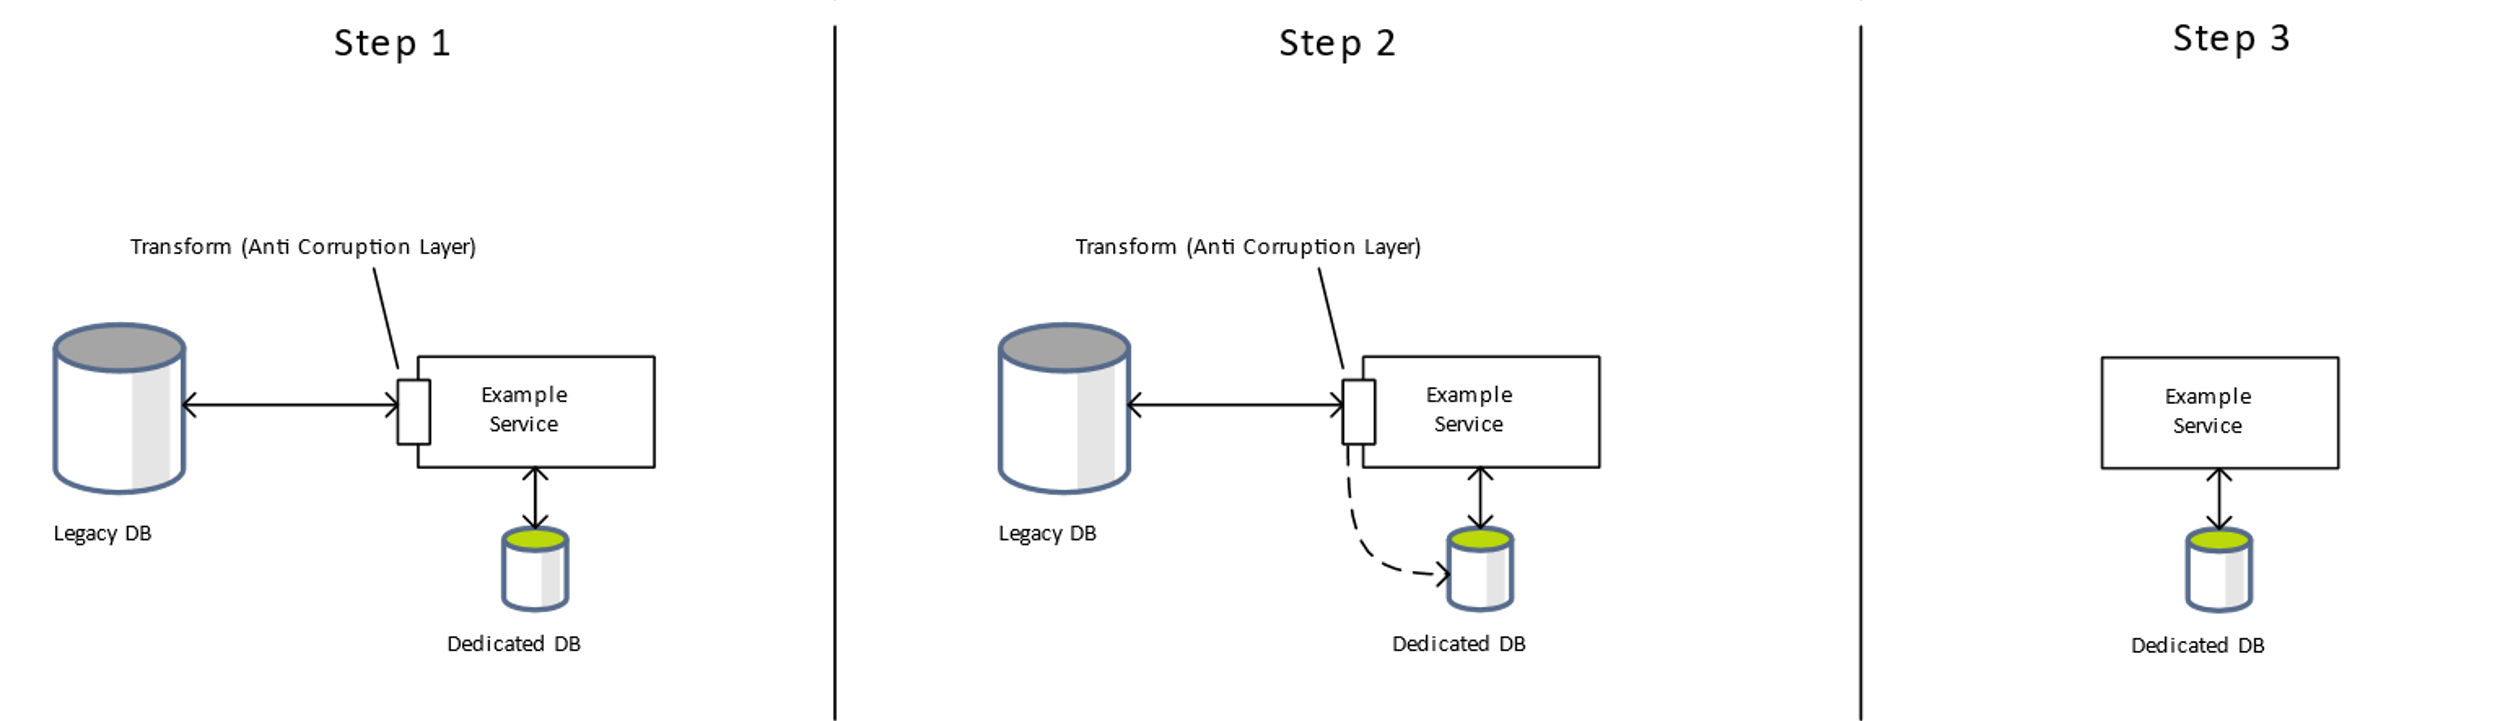 Step 1
Transform (Anti Corruption Layer)
Example
Service
Legacy DB
Dedicated DB
Step 2
Transform (Anti Corruption Layer)
Example
Service
Legacy DB
Dedicated DB
Step 3
Example
Service
Dedicated DB